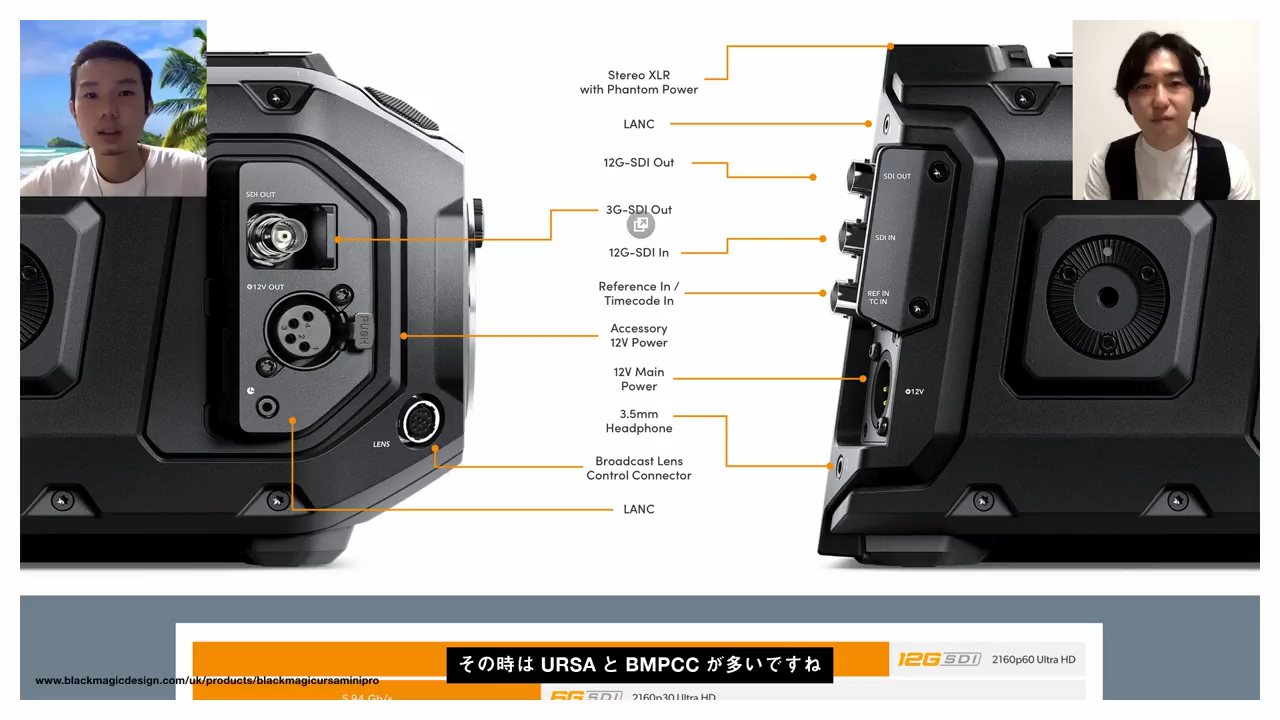 Stereo XLR
with Phantom Power
LANC
12G-SDI Out
3G-SDI Out
12G-SDI In
Reference In /
Timecode In
Accessory
12V Power
12V Main
Power
3.5mm
Headphone
Broadcast Lens
Control Connector
LANC
SDI OUT
12V OUT
PUSH
LENS
SDI OUT
SDI IN
REF IN
TC IN
12V
12G SDI 2160p60 Ultra HD
その時は URSA と BMPCC が多いですね
www.blackmagicdesign.com/uk/products/blackmagicursaminipro
5.94 Gb/s
6G SDI 2160p30 Ultra HD